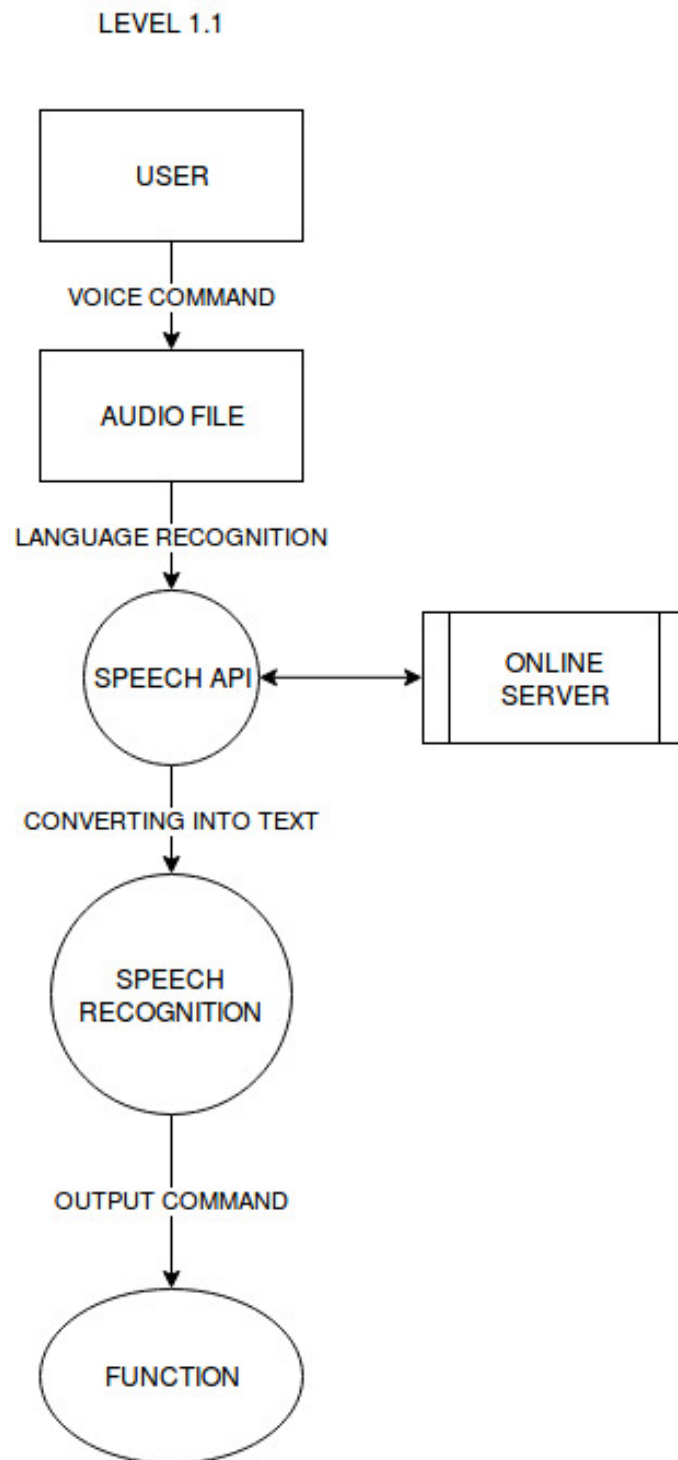 LEVEL 1.1
USER
VOICE COMMAND
AUDIO FILE
LANGUAGE RECOGNITION
SPEECH API
ONLINE
SERVER
CONVERTING INTO TEXT
SPEECH
RECOGNITION
OUTPUT COMMAND
FUNCTION